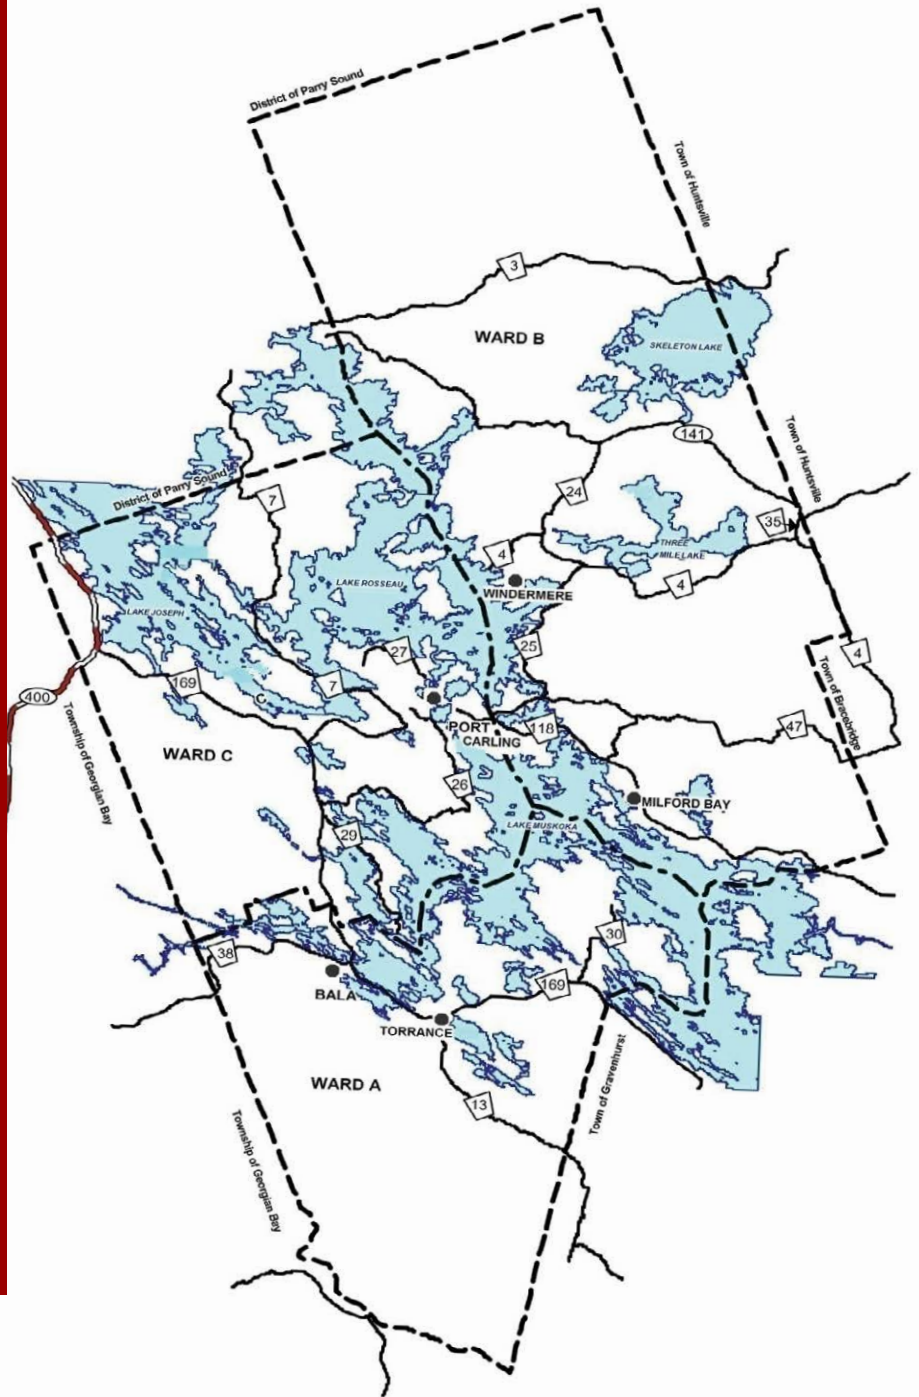 District of Parry Sound
Town of Huntsville
3
WARD B
SKELETON LAKE
141
Town of Huntsville
District of Parry Sound
7
24
35
4
THREE
MILE LAKE
LAKE ROSSEAU
WINDERMERE
4
LAKE JOSEPH
27
25
4
169
7
400
Town of Bracebridge
Township of Georgian Bay
PORT
CARLING
118
47
WARD C
26
MILFORD BAY
LAKE MUSKOKA
29
30
38
BALA
169
TORRANCE
WARD A
13
Town of Gravenhurst
Township of Georgian Bay